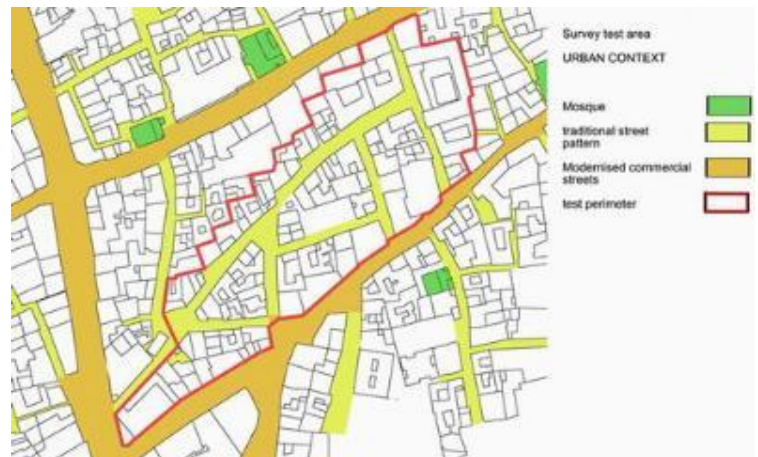 Survey test area
URBAN CONTEXT
Mosque
traditional street
pattern
Modernised commercial
streets
test perimeter